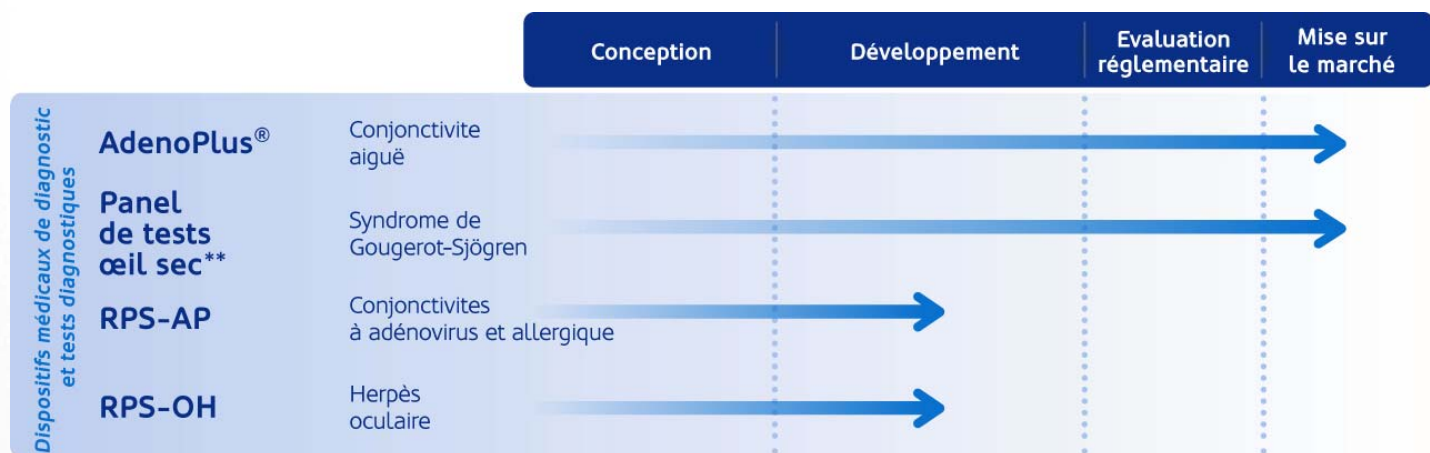 Conception
Développement
Evaluation
réglementaire
Mise sur
le marché
Dispositifs médicaux de diagnostic
et tests diagnostiques
AdenoPlus®
Conjonctivite
aiguë
Panel
de tests
œil sec**
Syndrome de
Gougerot-Sjögren
RPS-AP
Conjonctivites
à adénovirus et allergique
RPS-OH
Herpès
oculaire